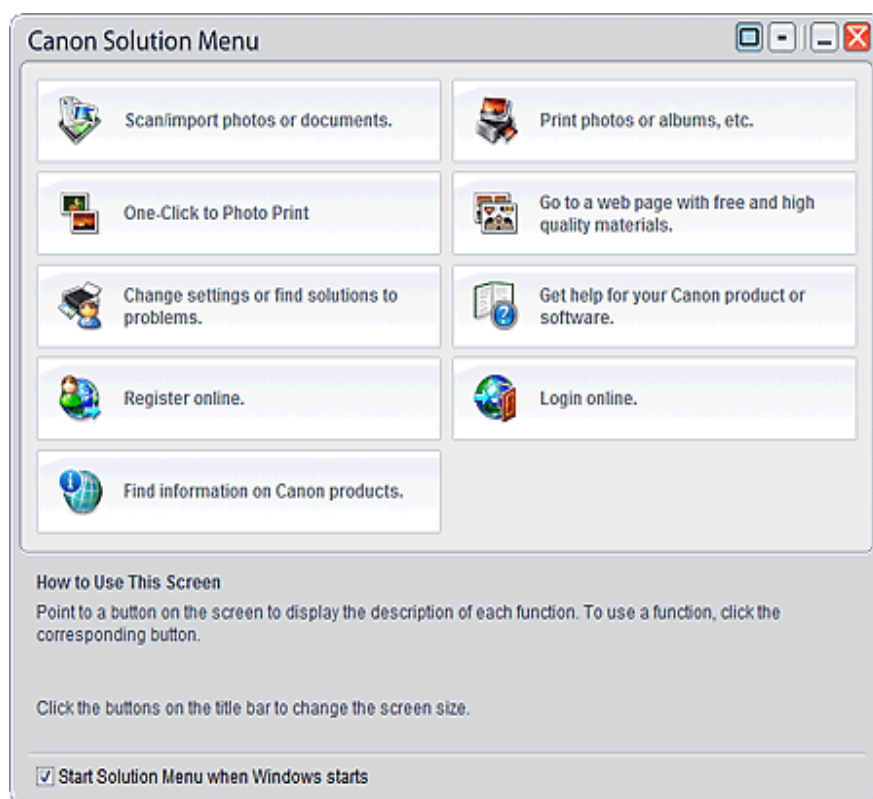 Canon Solution Menu
Scan/import photos or documents.
Print photos or albums, etc.
One-Click to Photo Print
Go to a web page with free and high
quality materials.
Change settings or find solutions to
problems.
Get help for your Canon product or
software.
Register online.
Login online.
Find information on Canon products.
How to Use This Screen
Point to a button on the screen to display the description of each function. To use a function, click the
corresponding button.
Click the buttons on the title bar to change the screen size.
Start Solution Menu when Windows starts